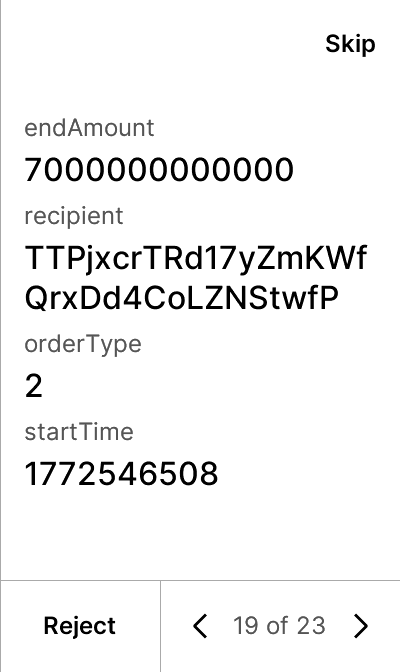 Skip
endAmount
7000000000000
recipient
TTPjxcrTRd17yZmKWf
QrxDd4CoLZNStwfP
orderType
2
startTime
1772546508
Reject
19 of 23